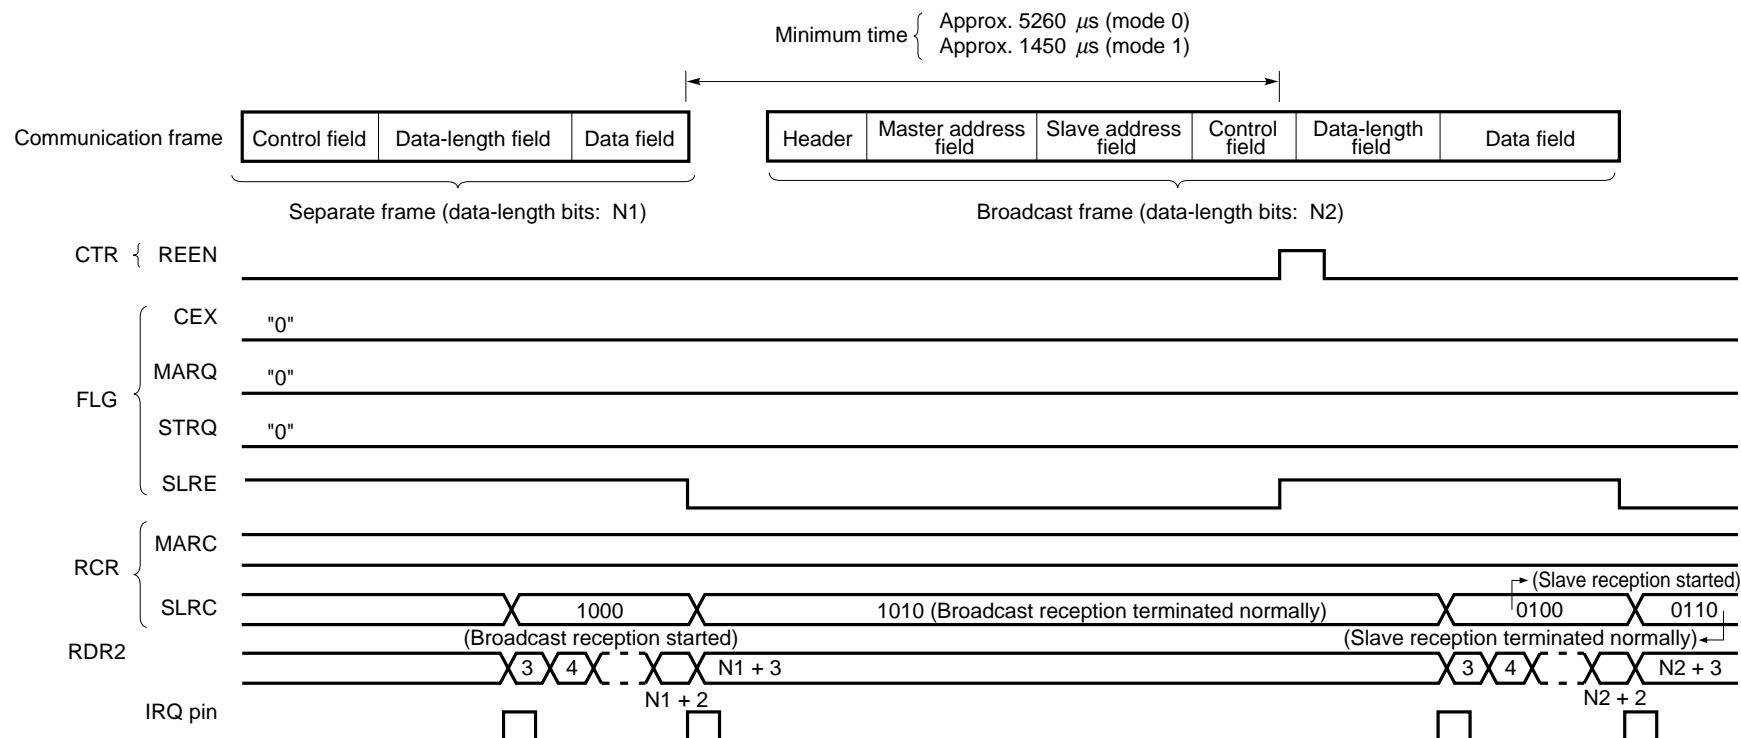 Minimum time
Approx. 5260 µs (mode 0)
Approx. 1450 µs (mode 1)
Communication frame
Control field
Data-length field
Data field
Header
Master address
field
Slave address
field
Control
field
Data-length
field
Data field
Separate frame (data-length bits: N1)
Broadcast frame (data-length bits: N2)
CTR
REEN
FLG
CEX
"0"
MARQ
"0"
STRQ
"0"
SLRE
RCR
MARC
SLRC
1000
1010 (Broadcast reception terminated normally)
(Slave reception started)
0100
0110
(Broadcast reception started)
(Slave reception terminated normally)
RDR2
3
4
N1 + 2
N1 + 3
3
4
N2 + 2
N2 + 3
IRQ pin